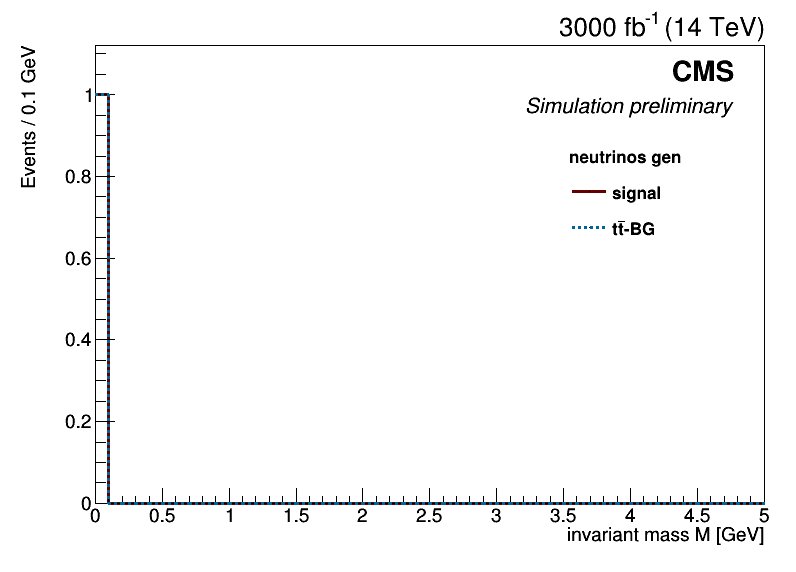 3000 fb⁻¹ (14 TeV)
CMS
Simulation preliminary
Events / 0.1 GeV
neutrinos gen
signal
tt̄-BG
1
0.8
0.6
0.4
0.2
0
0 0.5 1 1.5 2 2.5 3 3.5 4 4.5 5
invariant mass M [GeV]